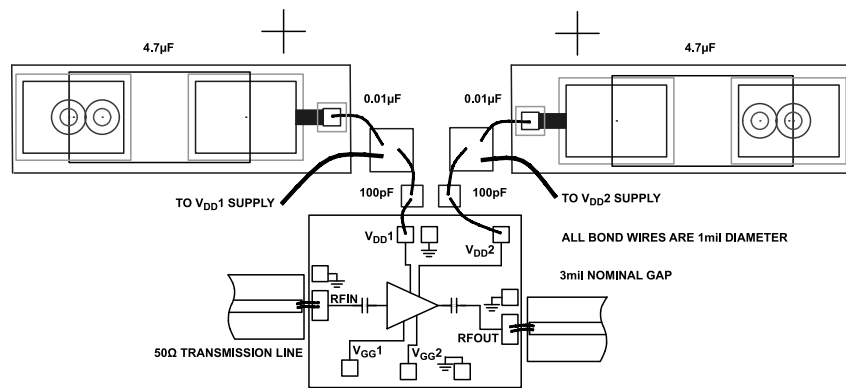 4.7µF
4.7µF
0.01µF
0.01µF
TO VDD1 SUPPLY
100pF
100pF
TO VDD2 SUPPLY
VDD1
VDD2
ALL BOND WIRES ARE 1mil DIAMETER
3mil NOMINAL GAP
RFIN
RFOUT
50Ω TRANSMISSION LINE
VGG1
VGG2